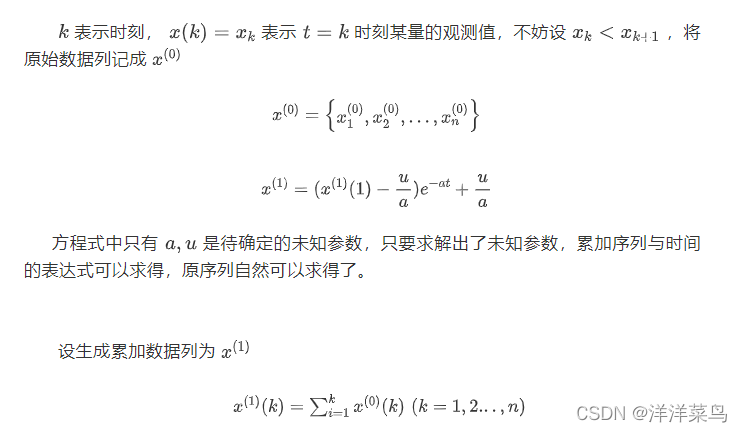 k 表示时刻， x(k) = x_k 表示 t = k 时刻某量的观测值，不妨设 x_k < x_{k+1} ，将
原始数据列记成 x^{(0)}
x^{(0)} = {x_1^{(0)}, x_2^{(0)}, ..., x_n^{(0)}}
x^{(1)} = (x^{(1)}(1) - \frac{u}{a})e^{-at} + \frac{u}{a}
方程式中只有 a, u 是待确定的未知参数，只要求解出了未知参数，累加序列与时间
的表达式可以求得，原序列自然可以求得了。
设生成累加数据列为 x^{(1)}
x^{(1)}(k) = \sum_{i=1}^{k} x^{(0)}(k) (k = 1, 2..., n)
CSDN @洋洋菜鸟